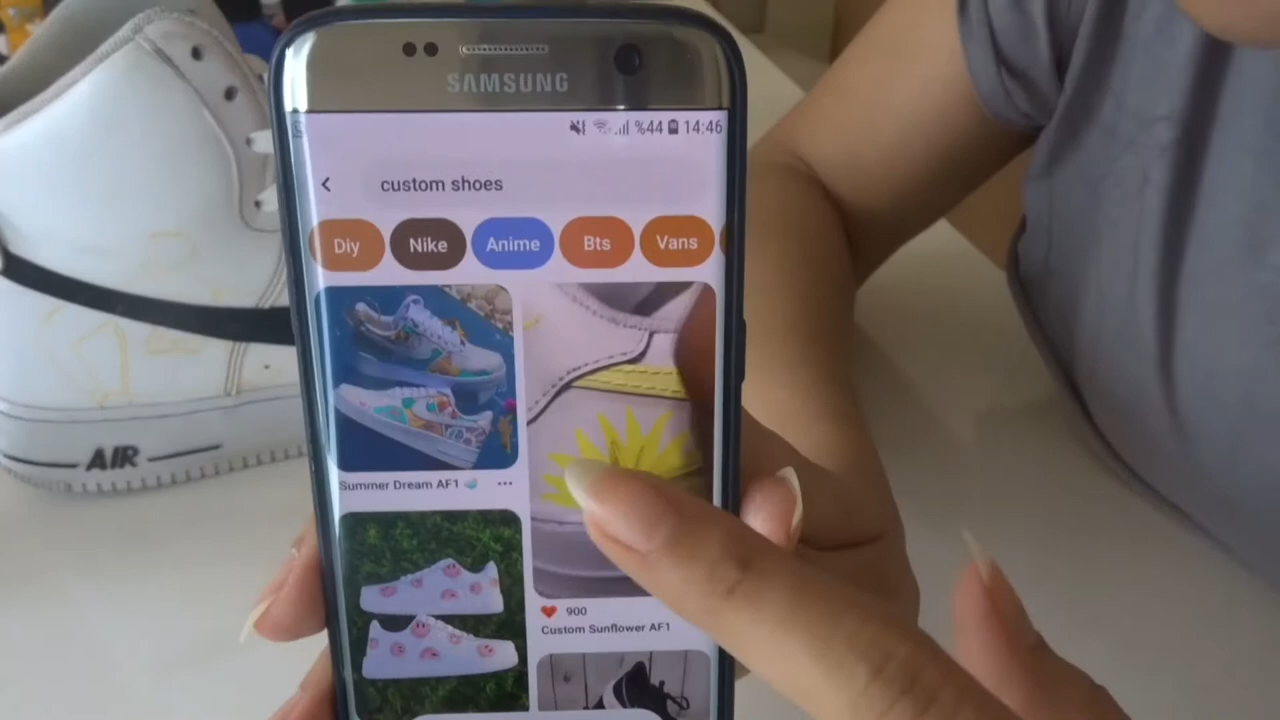 SAMSUNG
%44 14:46
custom shoes
Diy Nike Anime Bts Vans
Summer Dream AF1
900
Custom Sunflower AF1
AIR